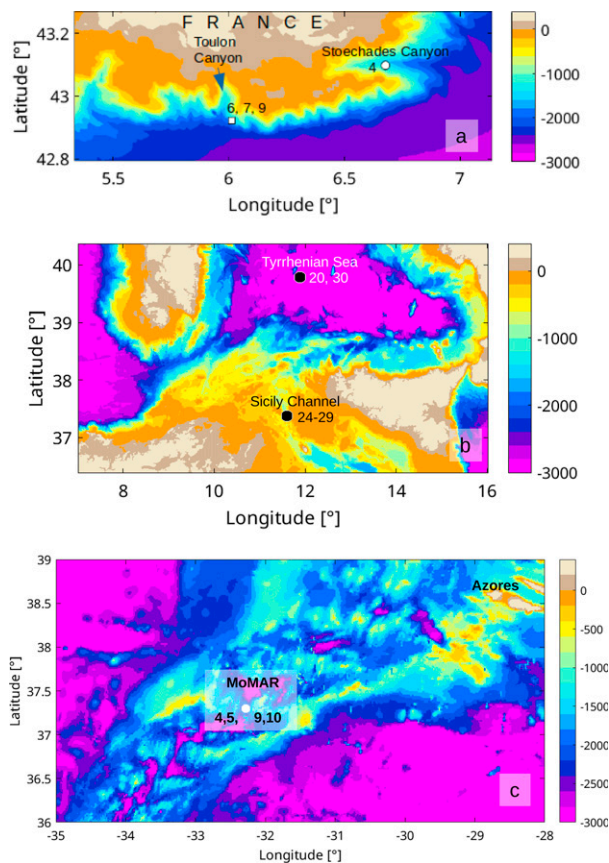 F R A N C E
Toulon
Canyon
Stoechades Canyon
4
6, 7, 9
a
43.2
43
42.8
Latitude [°]
5.5 6 6.5 7
Longitude [°]
0
-1000
-2000
-3000
Tyrrhenian Sea
20, 30
Sicily Channel
24-29
b
40
39
38
37
Latitude [°]
8 10 12 14 16
Longitude [°]
0
-1000
-2000
-3000
Azores
MoMAR
4,5, 9,10
c
39
38.5
38
37.5
37
36.5
36
Latitude [°]
-35 -34 -33 -32 -31 -30 -29 -28
Longitude [°]
0
-500
-1000
-1500
-2000
-2500
-3000